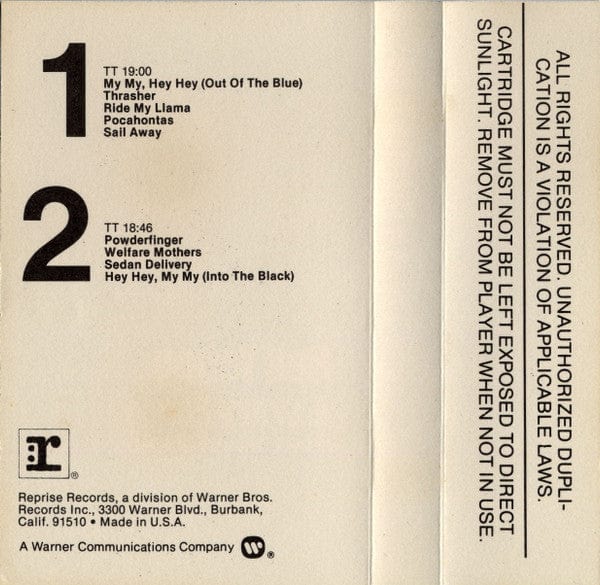 1
TT 19:00
My My, Hey Hey (Out Of The Blue)
Thrasher
Ride My Llama
Pocahontas
Sail Away
2
TT 18:46
Powderfinger
Welfare Mothers
Sedan Delivery
Hey Hey, My My (Into The Black)
r
®
Reprise Records, a division of Warner Bros.
Records Inc., 3300 Warner Blvd., Burbank,
Calif. 91510 • Made in U.S.A.
A Warner Communications Company W ®
ALL RIGHTS RESERVED. UNAUTHORIZED DUPLI-
CATION IS A VIOLATION OF APPLICABLE LAWS.
CARTRIDGE MUST NOT BE LEFT EXPOSED TO DIRECT
SUNLIGHT. REMOVE FROM PLAYER WHEN NOT IN USE.